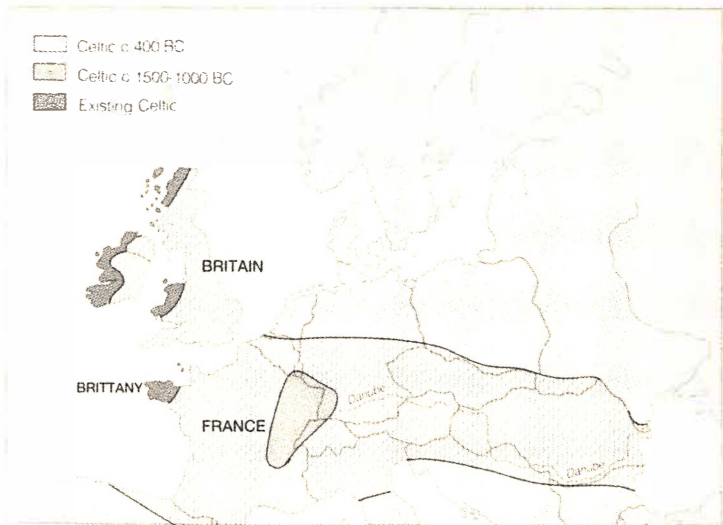 Celtic c 400 BC
Celtic c 1500-1000 BC
Existing Celtic
BRITAIN
BRITTANY
FRANCE
Danube
Danube